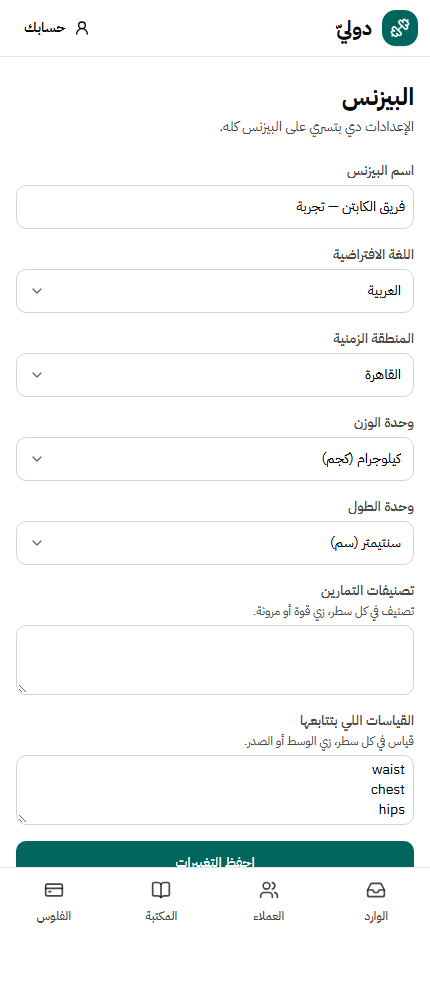 دوليّ
حسابك
البيزنس
الإعدادات دي بتسري على البيزنس كله.
اسم البيزنس
فريق الكابتن — تجربة
اللغة الافتراضية
العربية
المنطقة الزمنية
القاهرة
وحدة الوزن
كيلوجرام (كجم)
وحدة الطول
سنتيمتر (سم)
تصنيفات التمارين
تصنيف في كل سطر، زي قوة أو مرونة.
القياسات اللي بتتابعها
قياس في كل سطر، زي الوسط أو الصدر.
waist
chest
hips
احفظ التغييرات
الوارد
العملاء
المكتبة
الفلوس